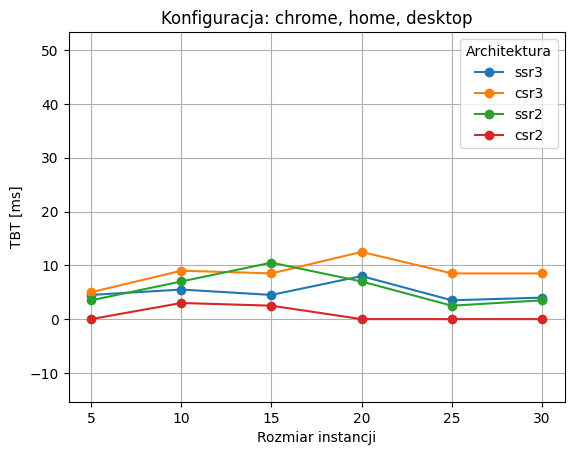 Konfiguracja: chrome, home, desktop
Architektura
ssr3
csr3
ssr2
csr2
TBT [ms]
50
40
30
20
10
0
−10
5
10
15
20
25
30
Rozmiar instancji